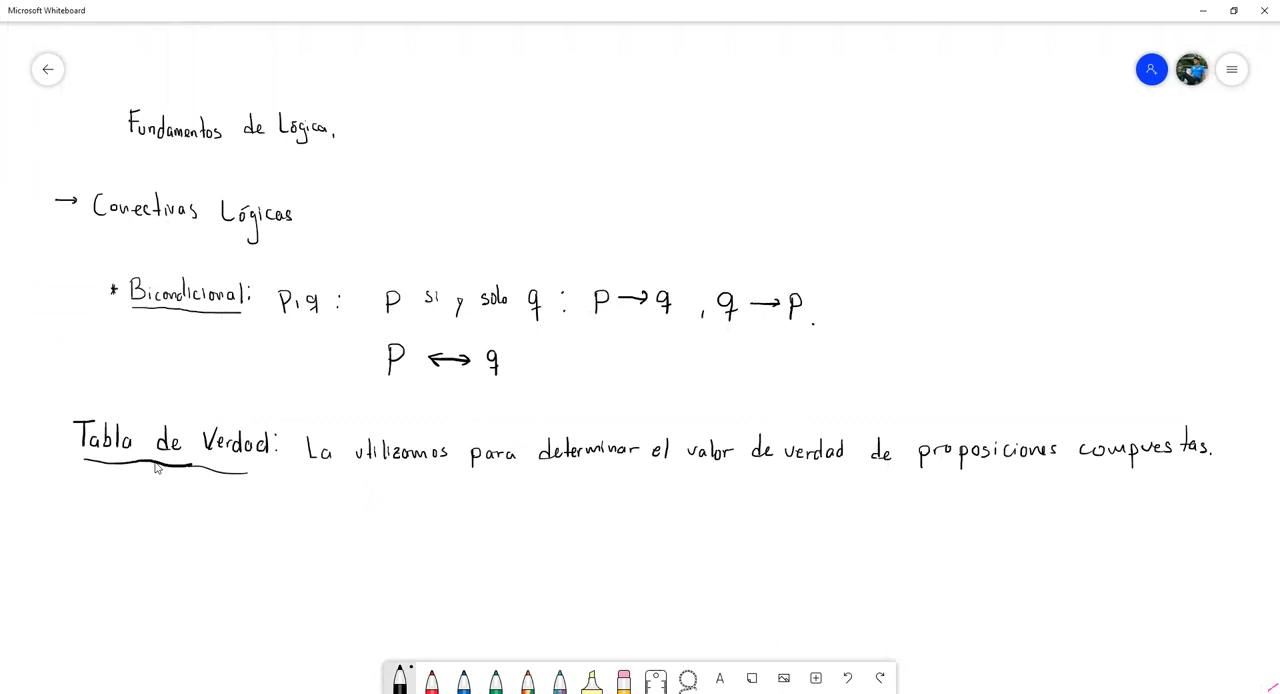 Microsoft Whiteboard
Fundamentos de Lógica.
→ Conectivas Lógicas
* Bicondicional: P, q : P si y solo q : P → q , q → P.
P ↔ q
Tabla de Verdad: La utilizamos para determinar el valor de verdad de proposiciones compuestas.
A